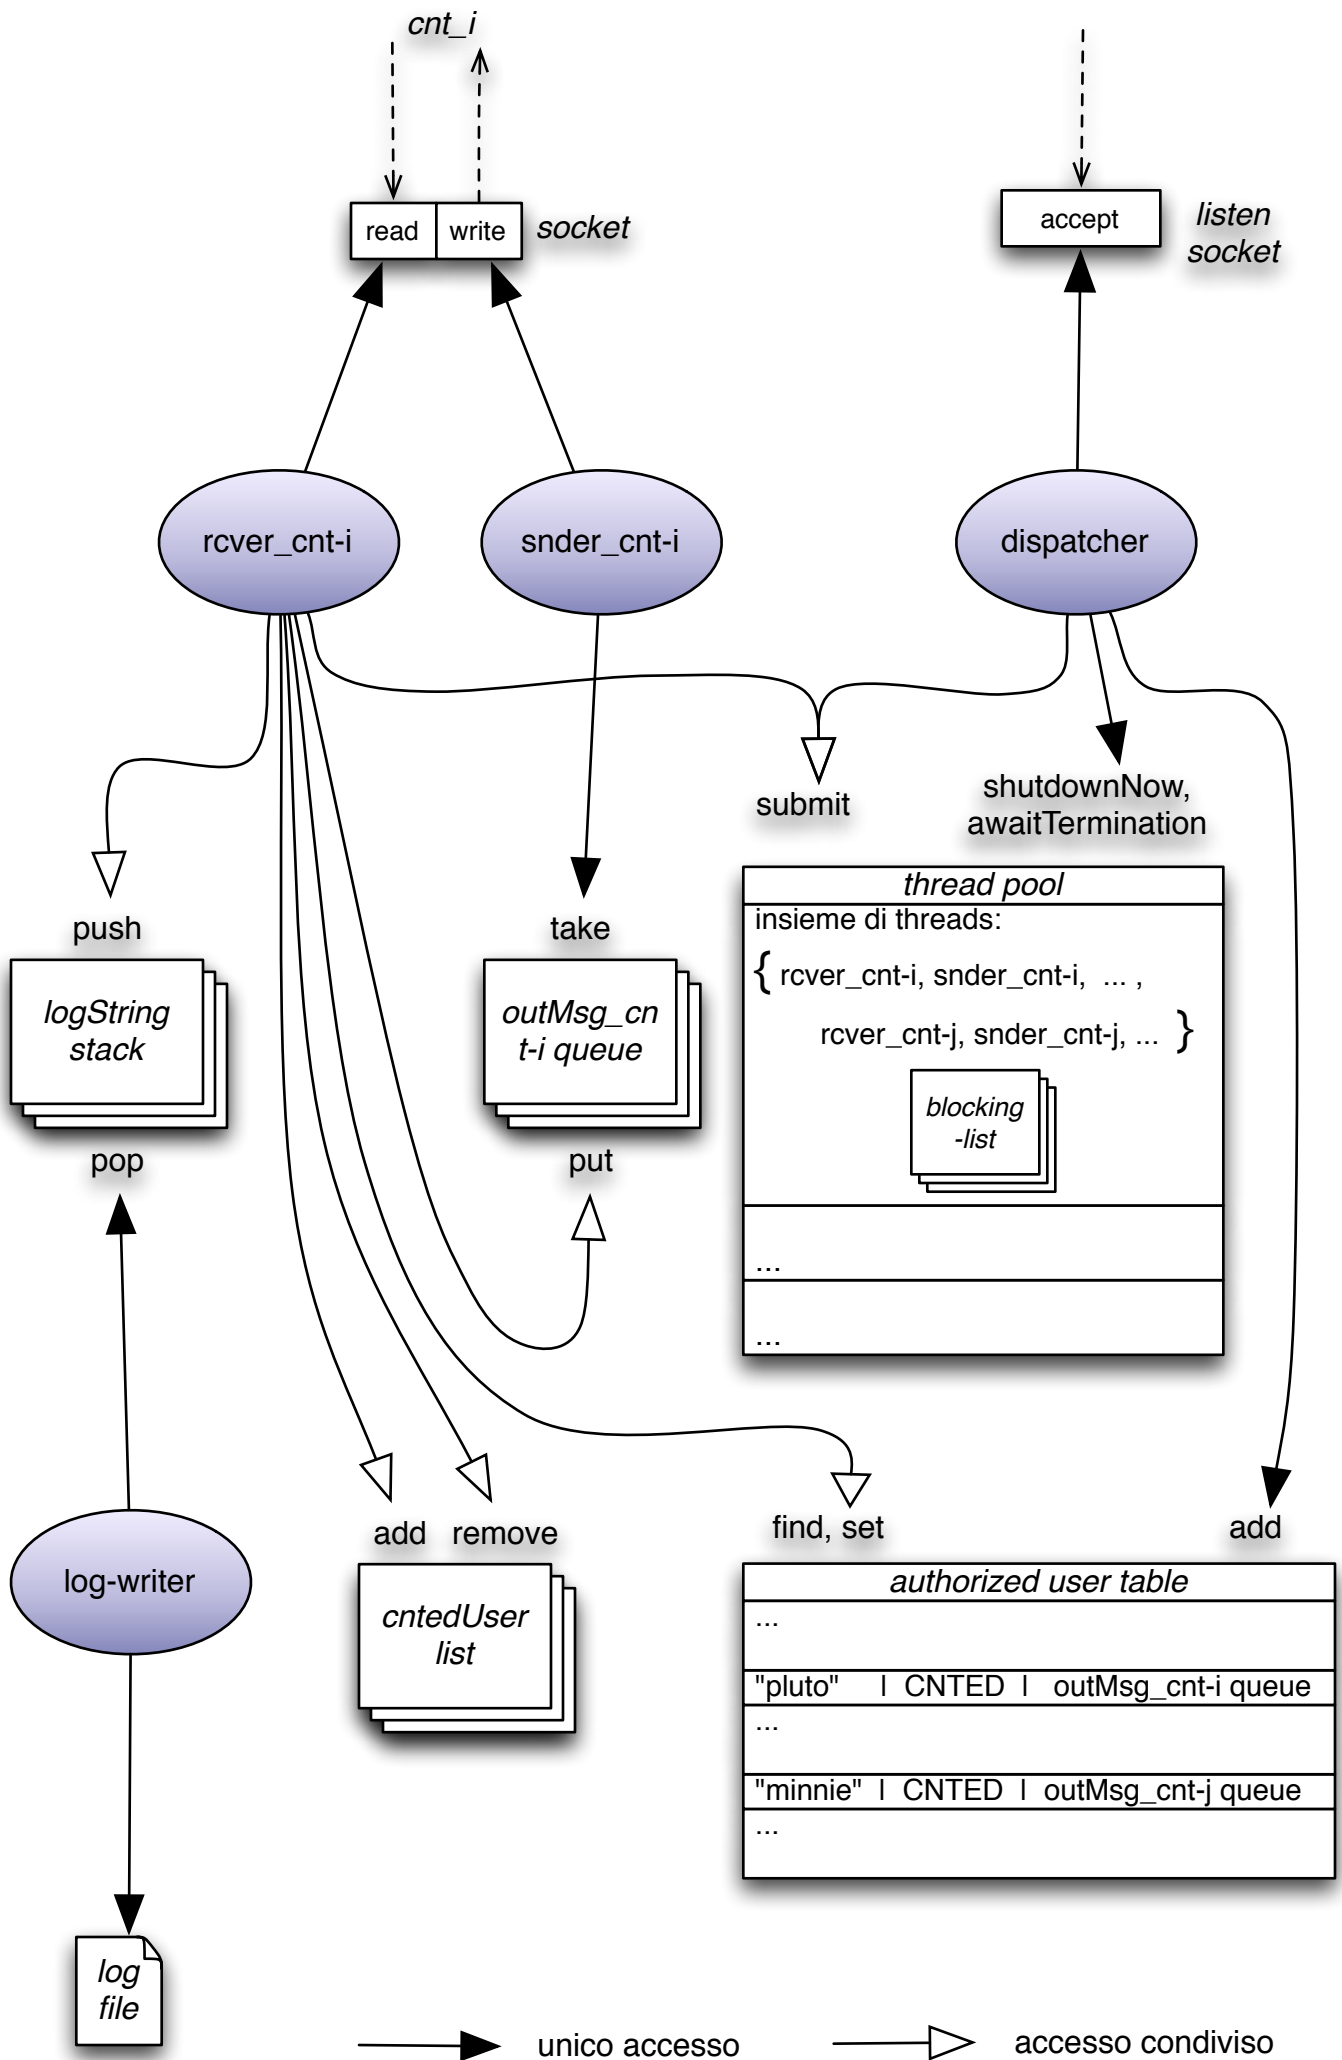 cnt_i
read write socket
accept
listen
socket
rcver_cnt-i
snder_cnt-i
dispatcher
submit
shutdownNow,
awaitTermination
push
take
logString
stack
outMsg_cn
t-i queue
pop
put
thread pool
insieme di threads:
{ rcver_cnt-i, snder_cnt-i, ... ,
rcver_cnt-j, snder_cnt-j, ... }
blocking
-list
...
...
add remove
find, set
add
log-writer
cntedUser
list
authorized user table
...
"pluto" | CNTED | outMsg_cnt-i queue
...
"minnie" | CNTED | outMsg_cnt-j queue
...
log
file
unico accesso
accesso condiviso